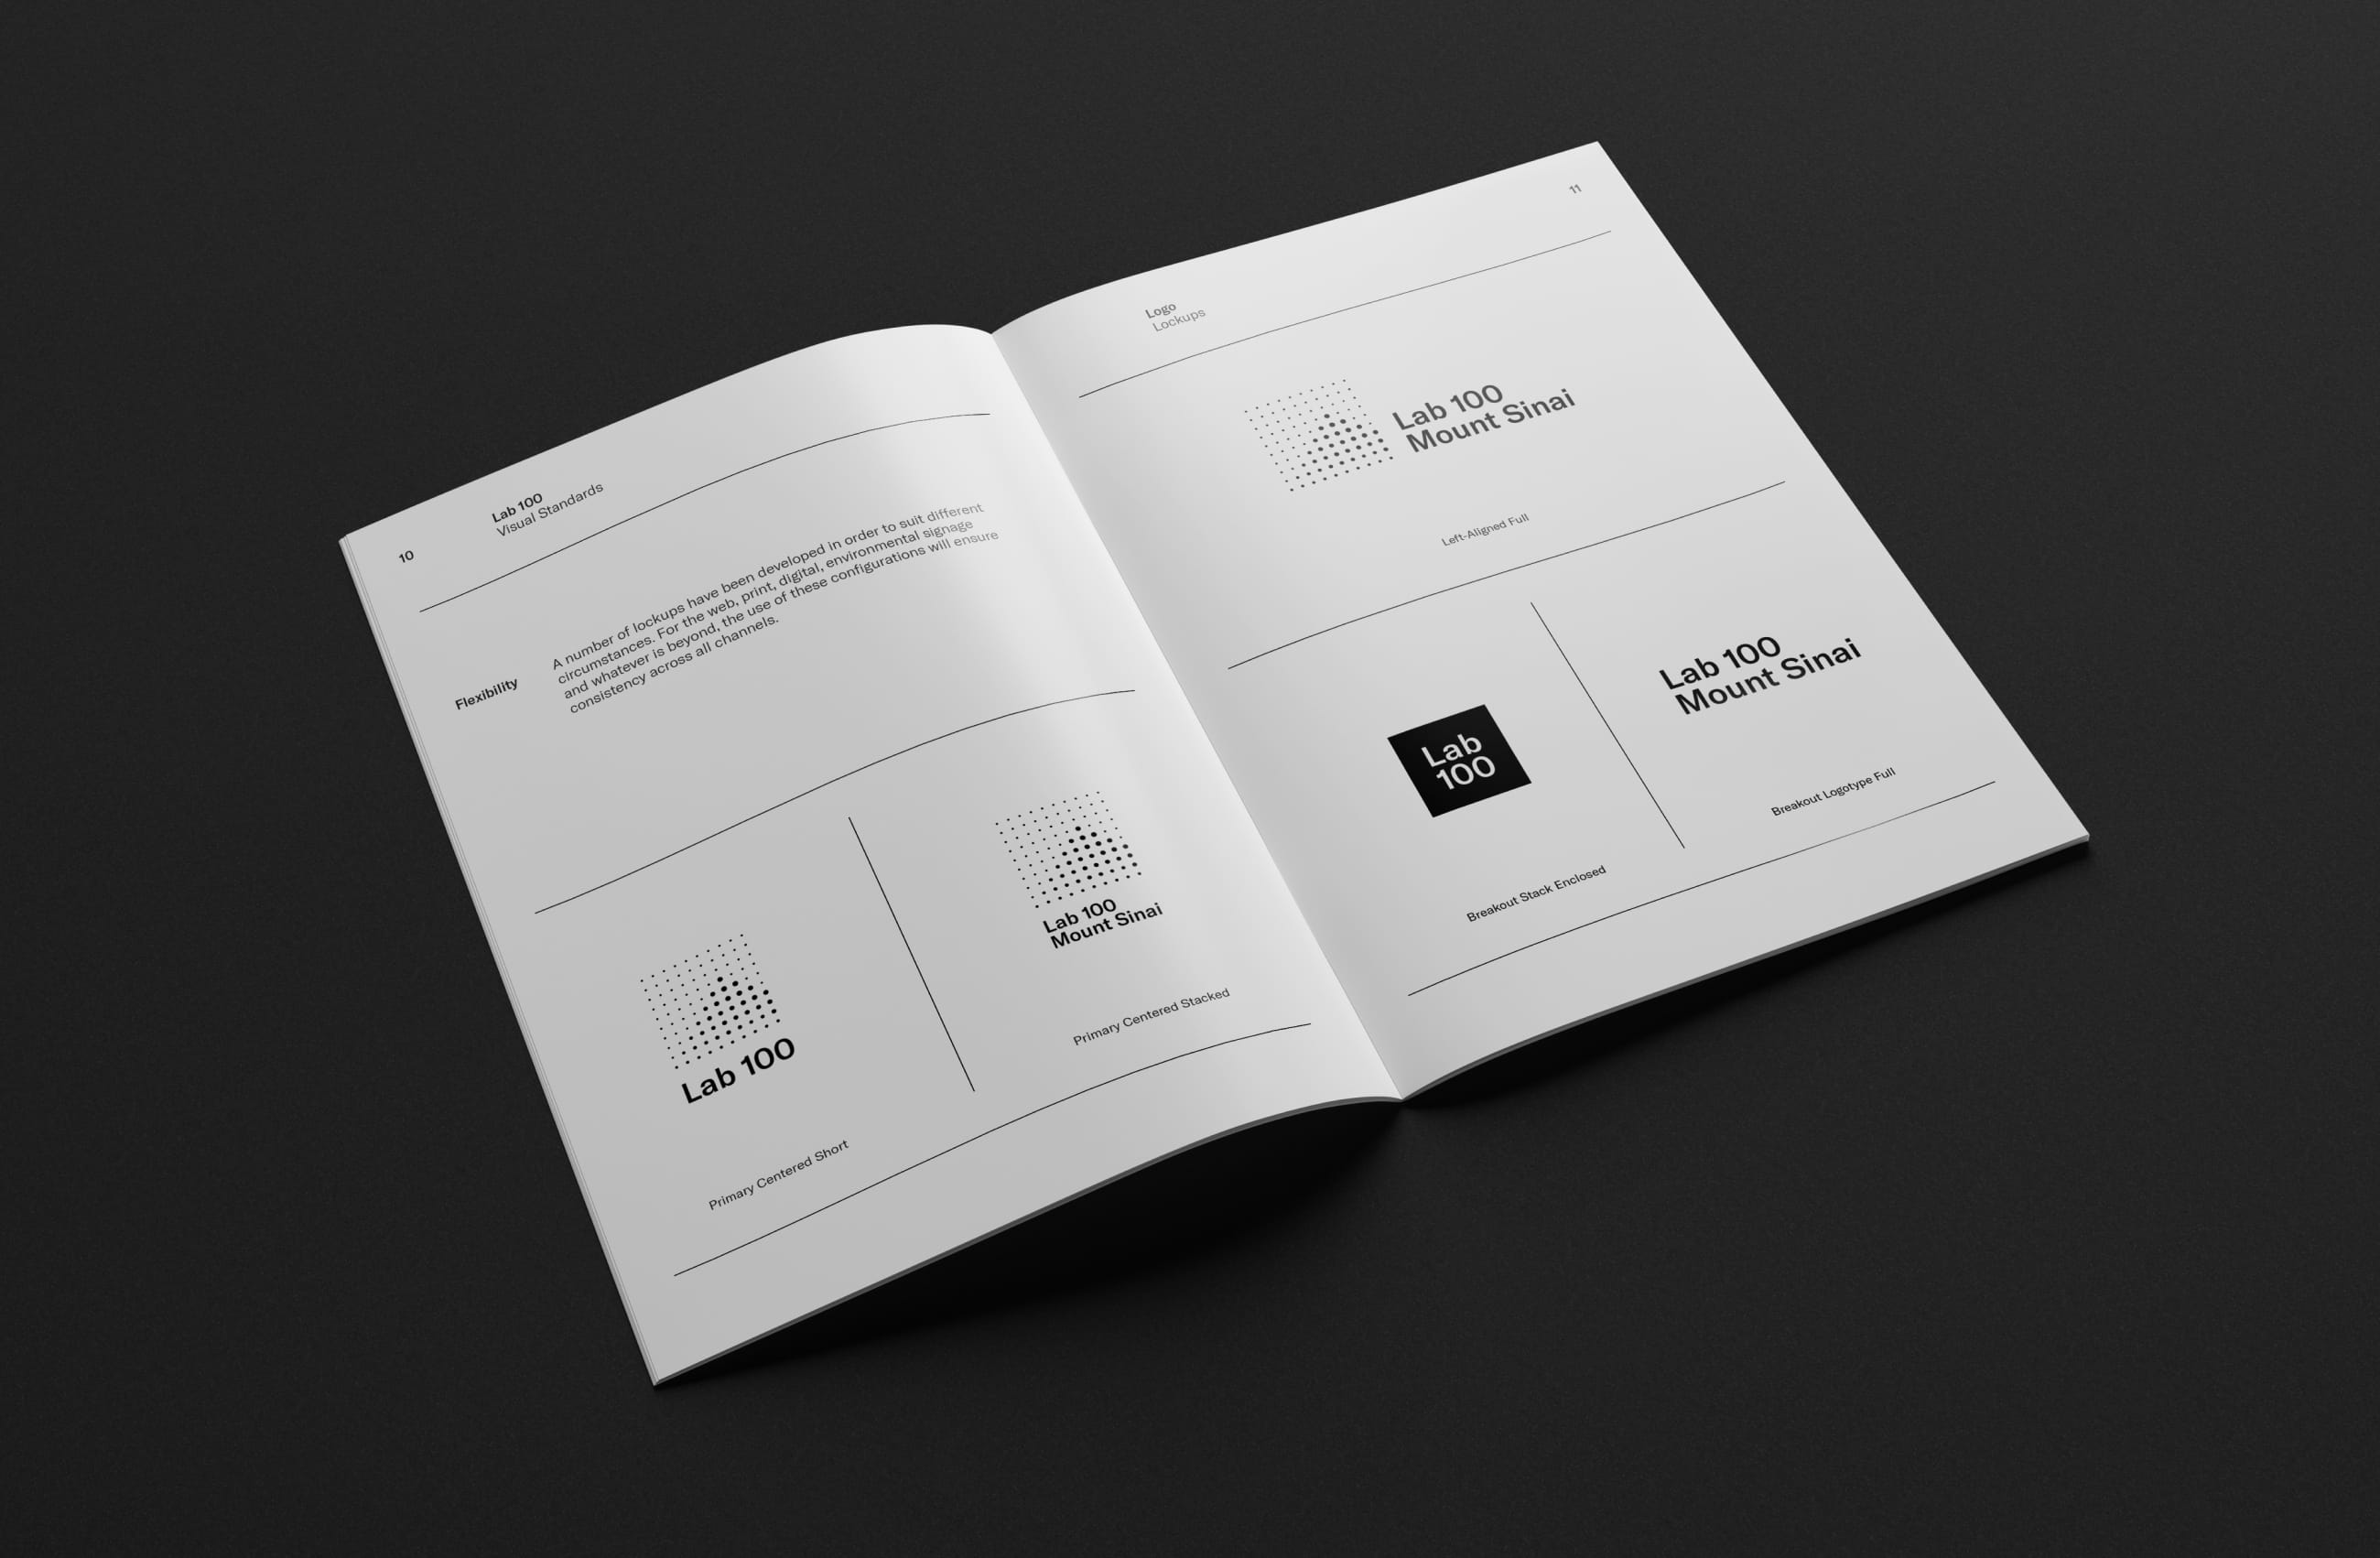 10
Lab 100
Visual Standards
Flexibility
A number of lockups have been developed in order to suit different
circumstances. For the web, print, digital, environmental signage
and whatever is beyond, the use of these configurations will ensure
consistency across all channels.
Lab 100
Primary Centered Short
Lab 100
Mount Sinai
Primary Centered Stacked
Logo
Lockups
11
Lab 100
Mount Sinai
Left-Aligned Full
Lab
100
Breakout Stack Enclosed
Lab 100
Mount Sinai
Breakout Logotype Full